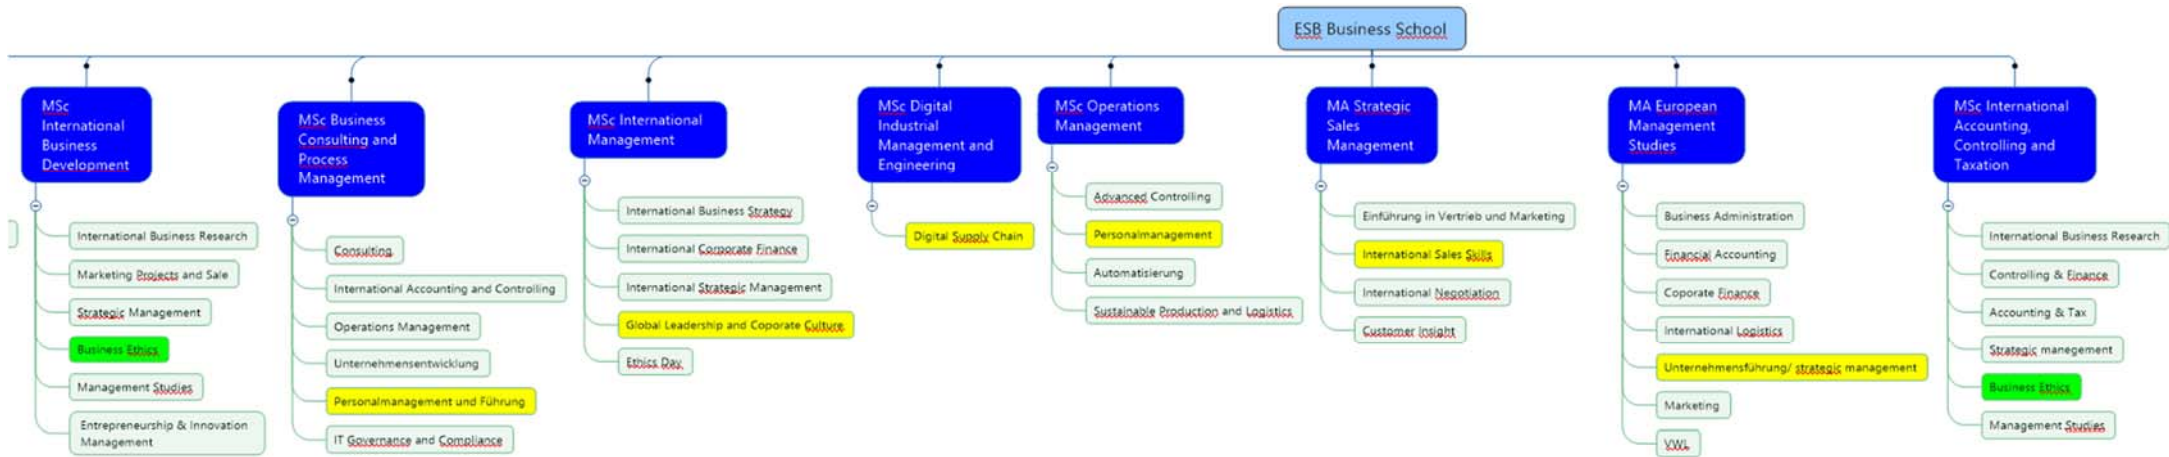 ESB Business School
MSc
International
Business
Development
International Business Research
Marketing Projects and Sale
Strategic Management
Business Ethics
Management Studies
Entrepreneurship & Innovation
Management
MSc Business
Consulting and
Process
Management
Consulting
International Accounting and Controlling
Operations Management
Unternehmensentwicklung
Personalmanagement und Führung
IT Governance and Compliance
MSc International
Management
International Business Strategy
International Corporate Finance
International Strategic Management
Global Leadership and Coporate Culture
Ethics Day
MSc Digital
Industrial
Management and
Engineering
Digital Supply Chain
MSc Operations
Management
Advanced Controlling
Personalmanagement
Automatisierung
Sustainable Production and Logistics
MA Strategic
Sales
Management
Einführung in Vertrieb und Marketing
International Sales Skills
International Negotiation
Customer Insight
MA European
Management
Studies
Business Administration
Financial Accounting
Coporate Finance
International Logistics
Unternehmensführung/ strategic management
Marketing
VWL
MSc International
Accounting,
Controlling and
Taxation
International Business Research
Controlling & Finance
Accounting & Tax
Strategic manegement
Business Ethics
Management Studies